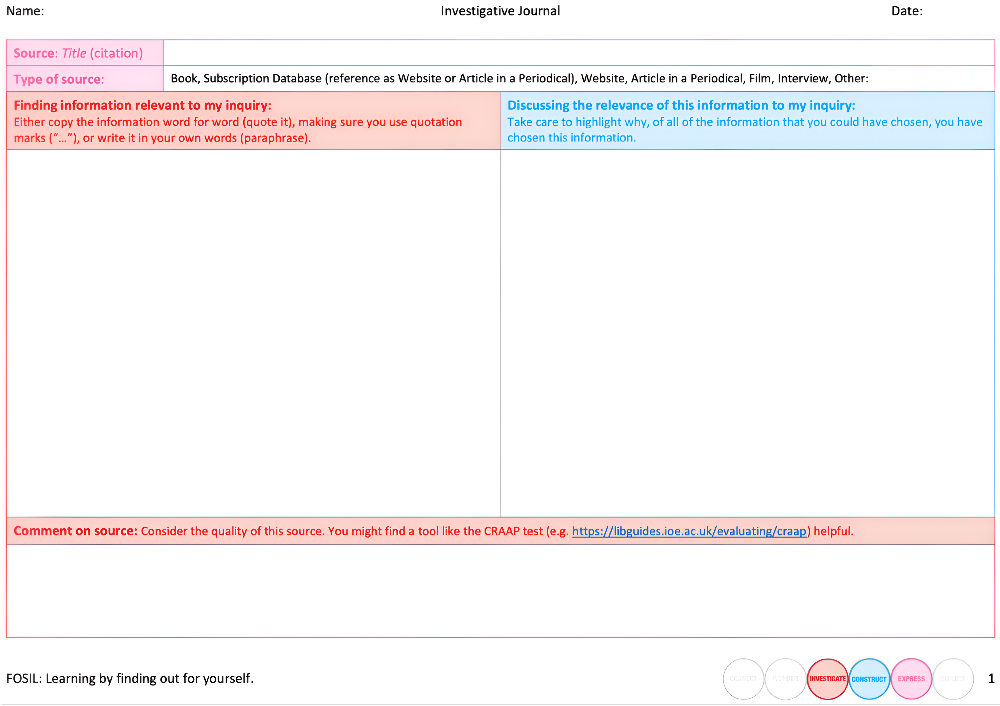 Name: Investigative Journal Date:
Source: Title (citation)
Type of source: Book, Subscription Database (reference as Website or Article in a Periodical), Website, Article in a Periodical, Film, Interview, Other:
Finding information relevant to my inquiry:
Either copy the information word for word (quote it), making sure you use quotation
marks (“...”), or write it in your own words (paraphrase).
Discussing the relevance of this information to my inquiry:
Take care to highlight why, of all of the information that you could have chosen, you have
chosen this information.
Comment on source: Consider the quality of this source. You might find a tool like the CRAAP test (e.g. https://libguides.ioe.ac.uk/evaluating/craap) helpful.
FOSIL: Learning by finding out for yourself. CONNECT WONDER INVESTIGATE CONSTRUCT EXPRESS REFLECT 1